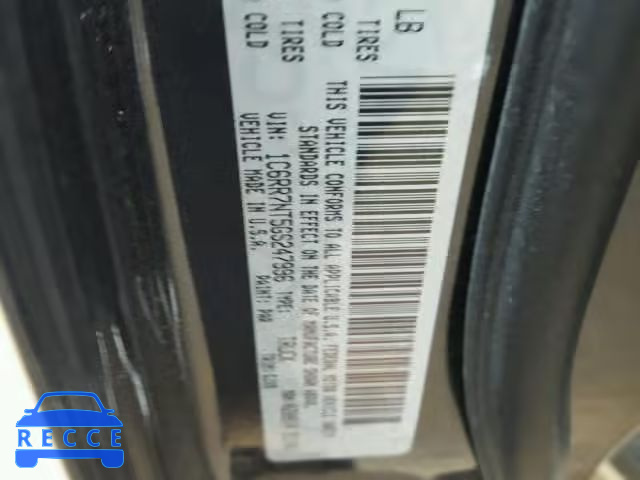 LB
TIRES COLD
TIRES COLD
THIS VEHICLE CONFORMS TO ALL APPLICABLE U.S.A. FEDERAL MOTOR VEHICLE SAFETY
STANDARDS IN EFFECT ON THE DATE OF MANUFACTURE SHOWN ABOVE.
VIN: 1C6RR7NT5GS247996 TYPE: TRUCK
VEHICLE MADE IN U.S.A. PAINT:
RECCE